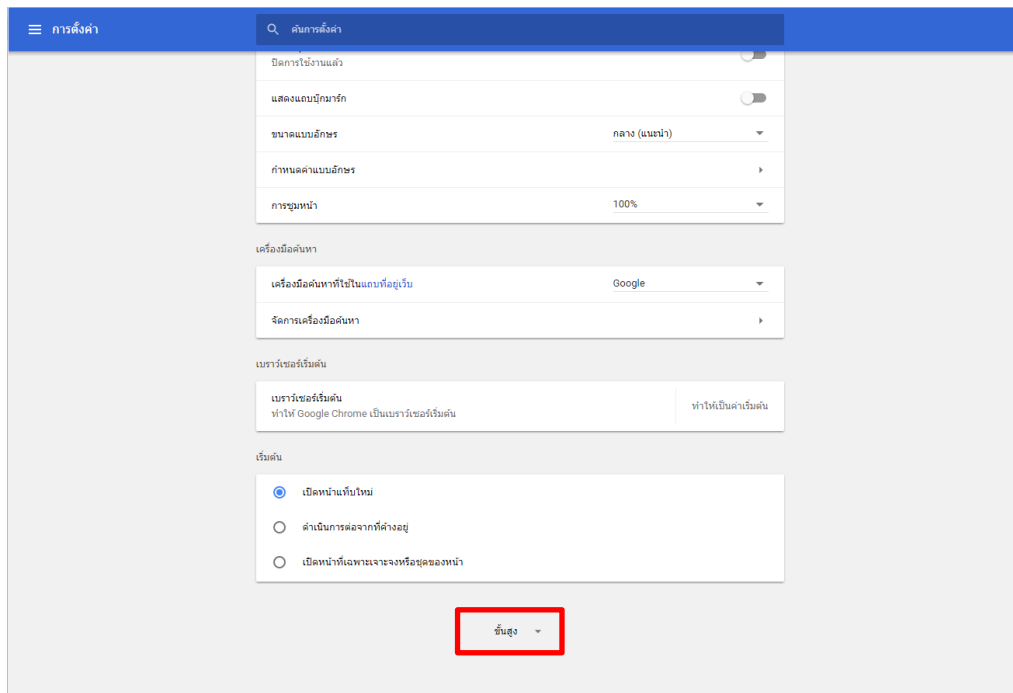 การตั้งค่า
ค้นการตั้งค่า
ปิดการใช้งานแล้ว
แสดงแถบบุ๊กมาร์ก
ขนาดแบบอักษร
กลาง (แนะนำ)
กำหนดค่าแบบอักษร
การซูมหน้า
100%
เครื่องมือค้นหา
เครื่องมือค้นหาที่ใช้ในแถบที่อยู่เว็บ
Google
จัดการเครื่องมือค้นหา
เบราว์เซอร์เริ่มต้น
เบราว์เซอร์เริ่มต้น
ทำให้ Google Chrome เป็นเบราว์เซอร์เริ่มต้น
ทำให้เป็นค่าเริ่มต้น
เริ่มต้น
เปิดหน้าแท็บใหม่
ดำเนินการต่อจากที่ค้างอยู่
เปิดหน้าที่เฉพาะเจาะจงหรือชุดของหน้า
ขั้นสูง